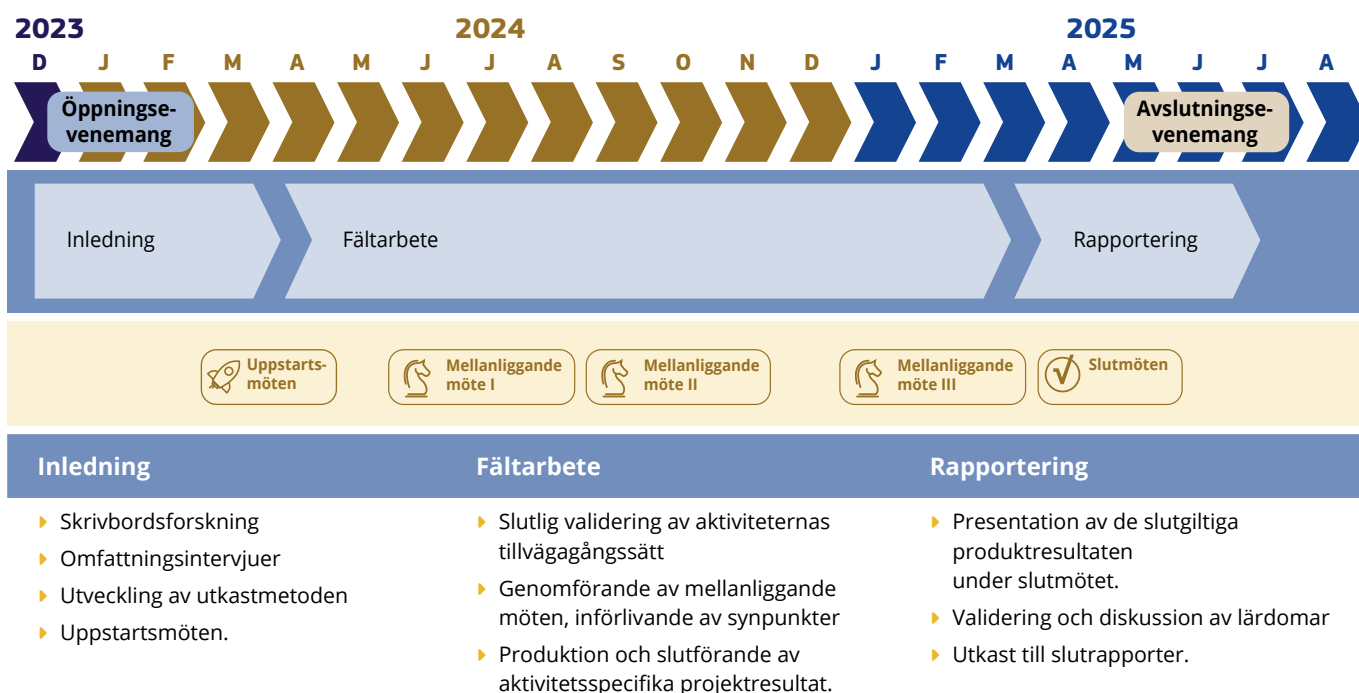 2023 2024 2025
D J F M A M J J A S O N D J F M A M J J A
Öppningse-
venemang
Avslutningse-
venemang
Inledning Fältarbete Rapportering
Uppstarts-
möten
Mellanliggande
möte I
Mellanliggande
möte II
Mellanliggande
möte III
Slutmöten
Inledning
Skrivbordsforskning
Omfattningsintervjuer
Utveckling av utkastmetoden
Uppstartsmöten.
Fältarbete
Slutlig validering av aktiviteternas
tillvägagångssätt
Genomförande av mellanliggande
möten, införlivande av synpunkter
Produktion och slutförande av
aktivitetsspecifika projektresultat.
Rapportering
Presentation av de slutgiltiga
produktresultaten
under slutmötet.
Validering och diskussion av lärdomar
Utkast till slutrapporter.